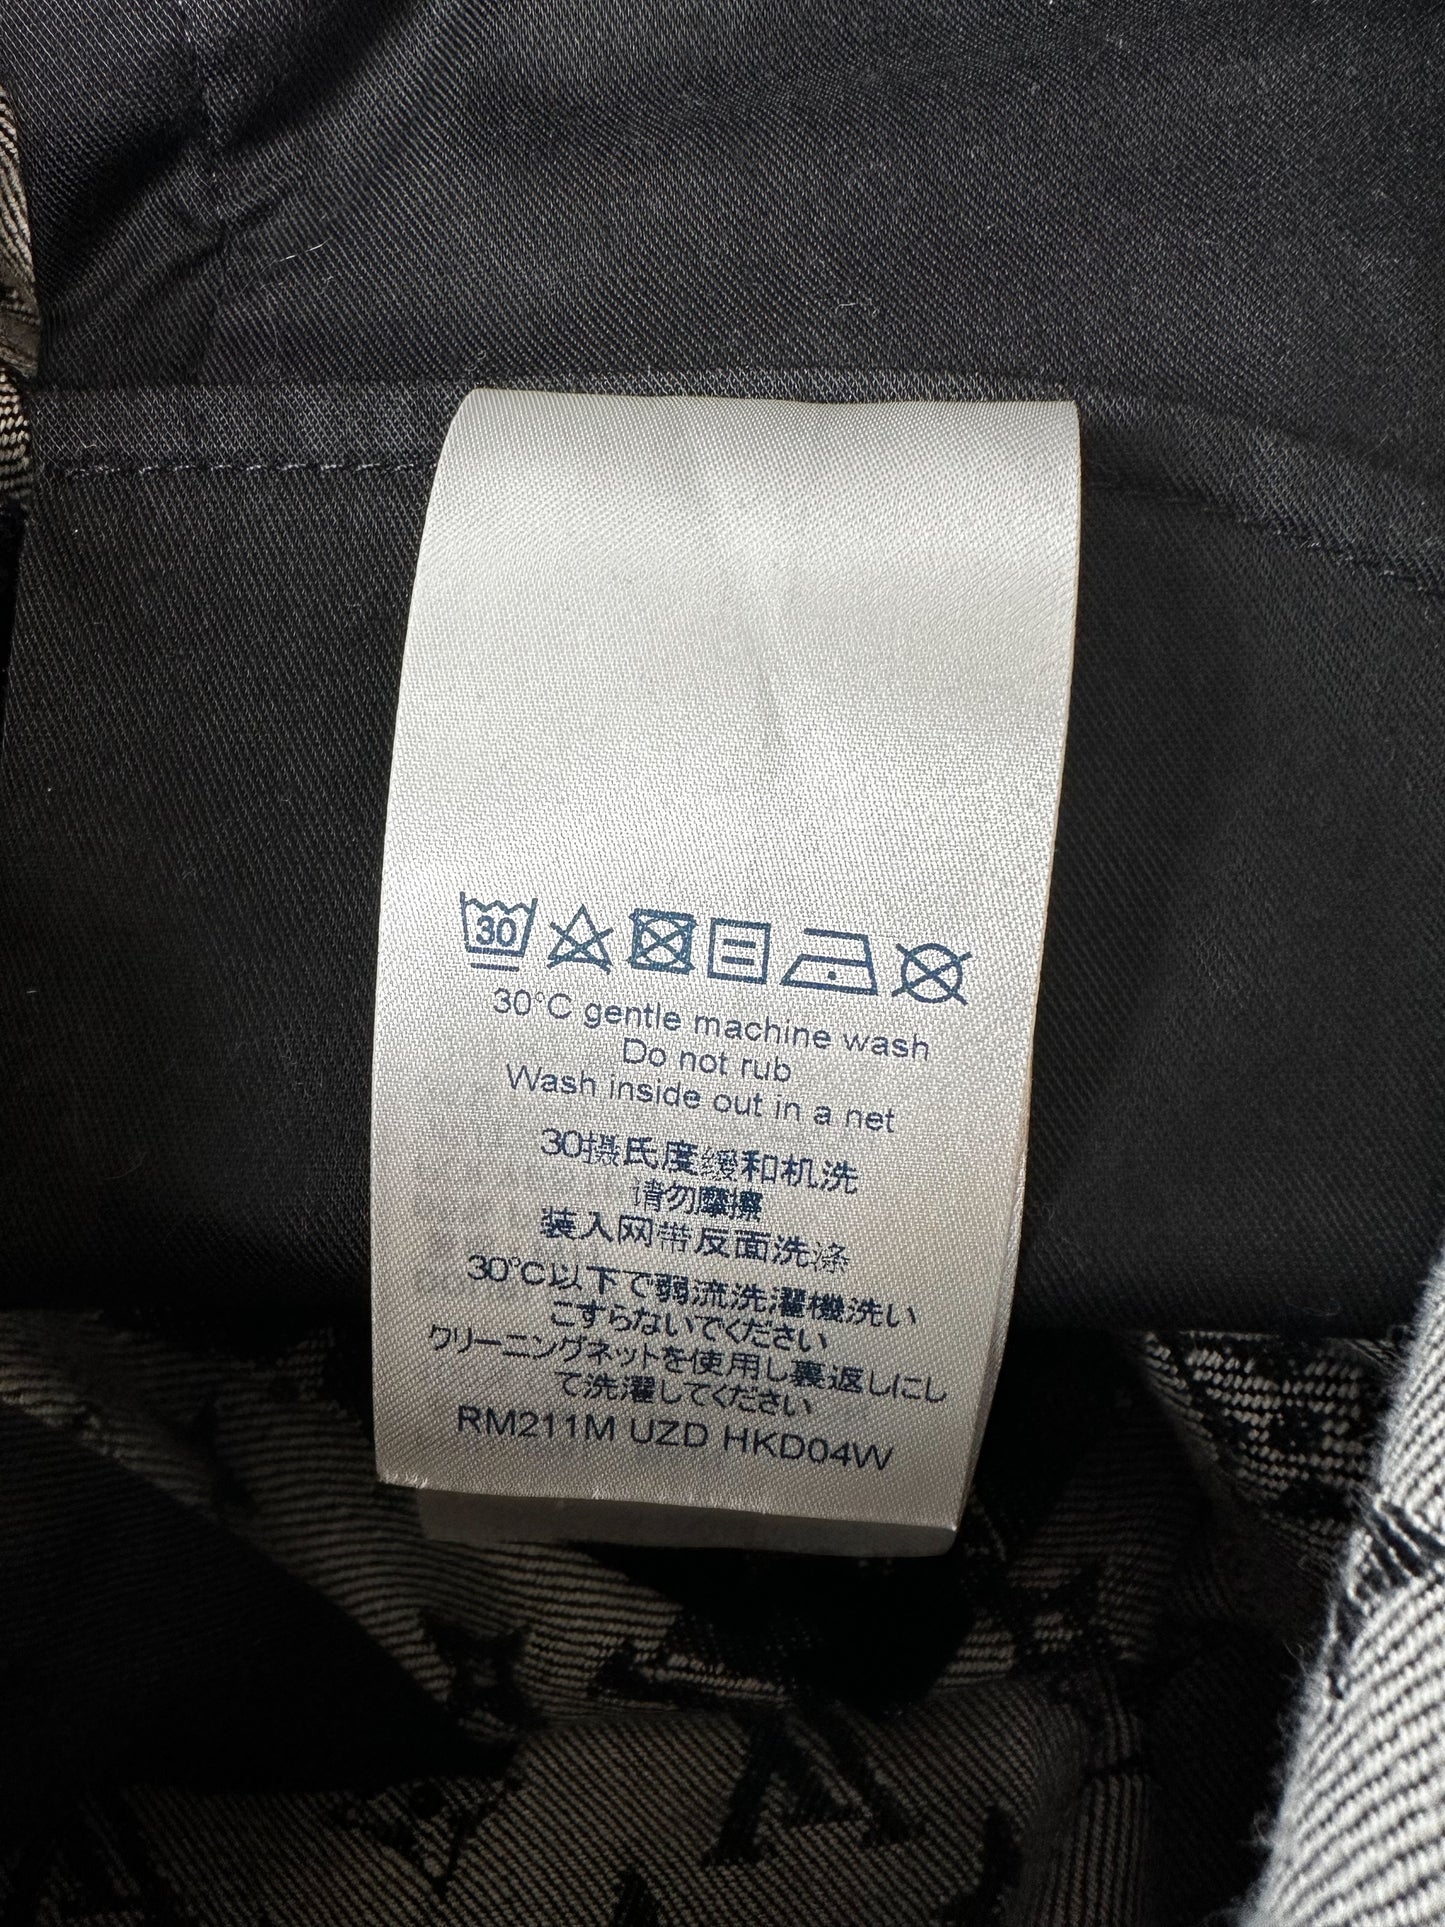 30
30°C gentle machine wash
Do not rub
Wash inside out in a net
30摄氏度缓和机洗
请勿摩擦
装入网带反面洗涤
30°C以下で弱流洗濯機洗い
こすらないでください
クリーニングネットを使用し裏返しにし
て洗濯してください
RM211M UZD HKD04W